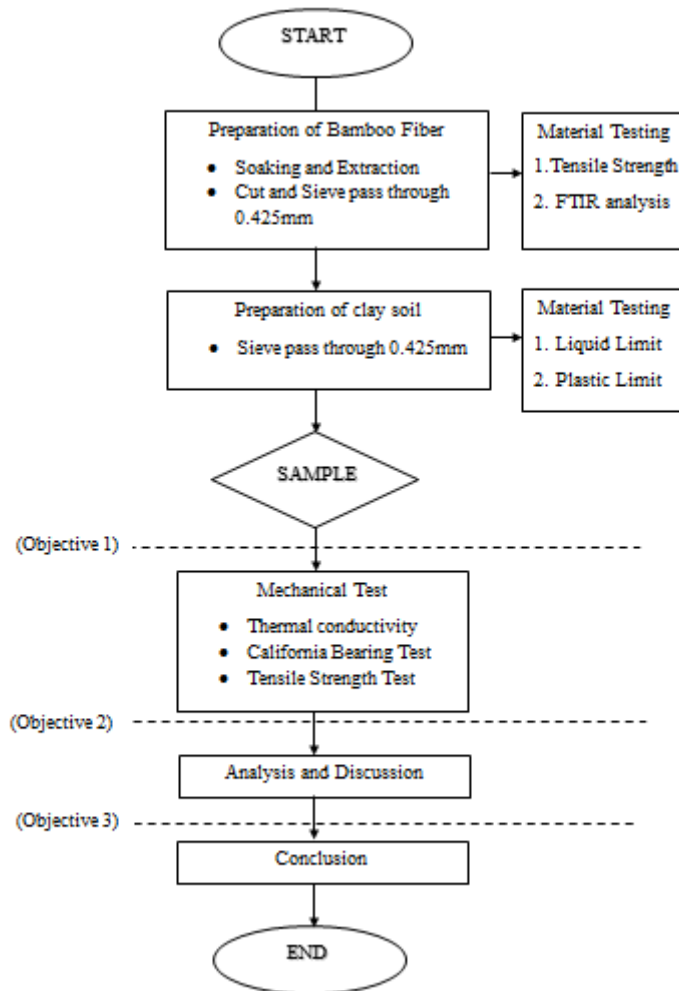 START
Preparation of Bamboo Fiber
• Soaking and Extraction
• Cut and Sieve pass through
0.425mm
Material Testing
1.Tensile Strength
2. FTIR analysis
Preparation of clay soil
• Sieve pass through 0.425mm
Material Testing
1. Liquid Limit
2. Plastic Limit
SAMPLE
(Objective 1)
Mechanical Test
• Thermal conductivity
• California Bearing Test
• Tensile Strength Test
(Objective 2)
Analysis and Discussion
(Objective 3)
Conclusion
END